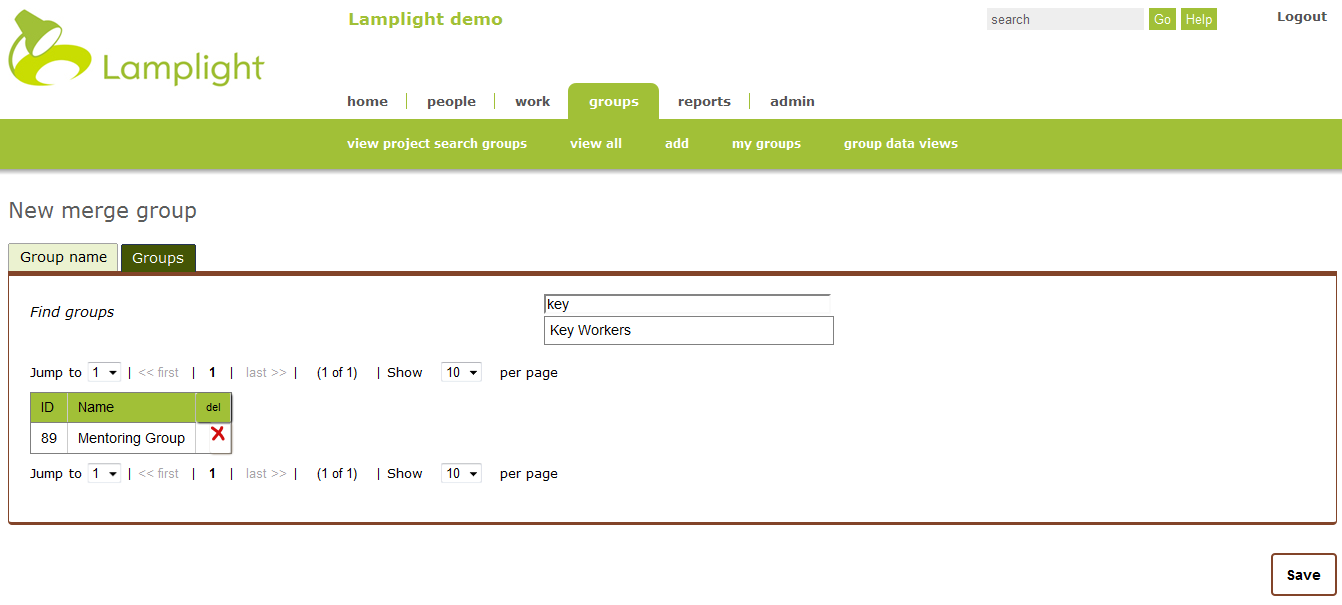 Lamplight
Lamplight demo
search Go Help Logout
home people work groups reports admin
view project search groups view all add my groups group data views
New merge group
Group name Groups
Find groups key
Key Workers
Jump to 1 | << first | 1 | last >> | (1 of 1) | Show 10 per page
ID Name del
89 Mentoring Group
Jump to 1 | << first | 1 | last >> | (1 of 1) | Show 10 per page
Save